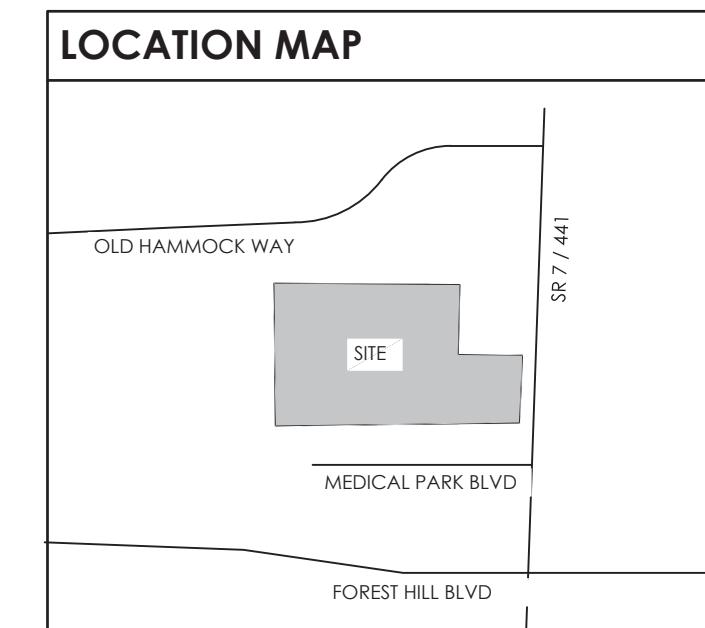 LOCATION MAP
OLD HAMMOCK WAY
SR 7 / 441
SITE
MEDICAL PARK BLVD
FOREST HILL BLVD